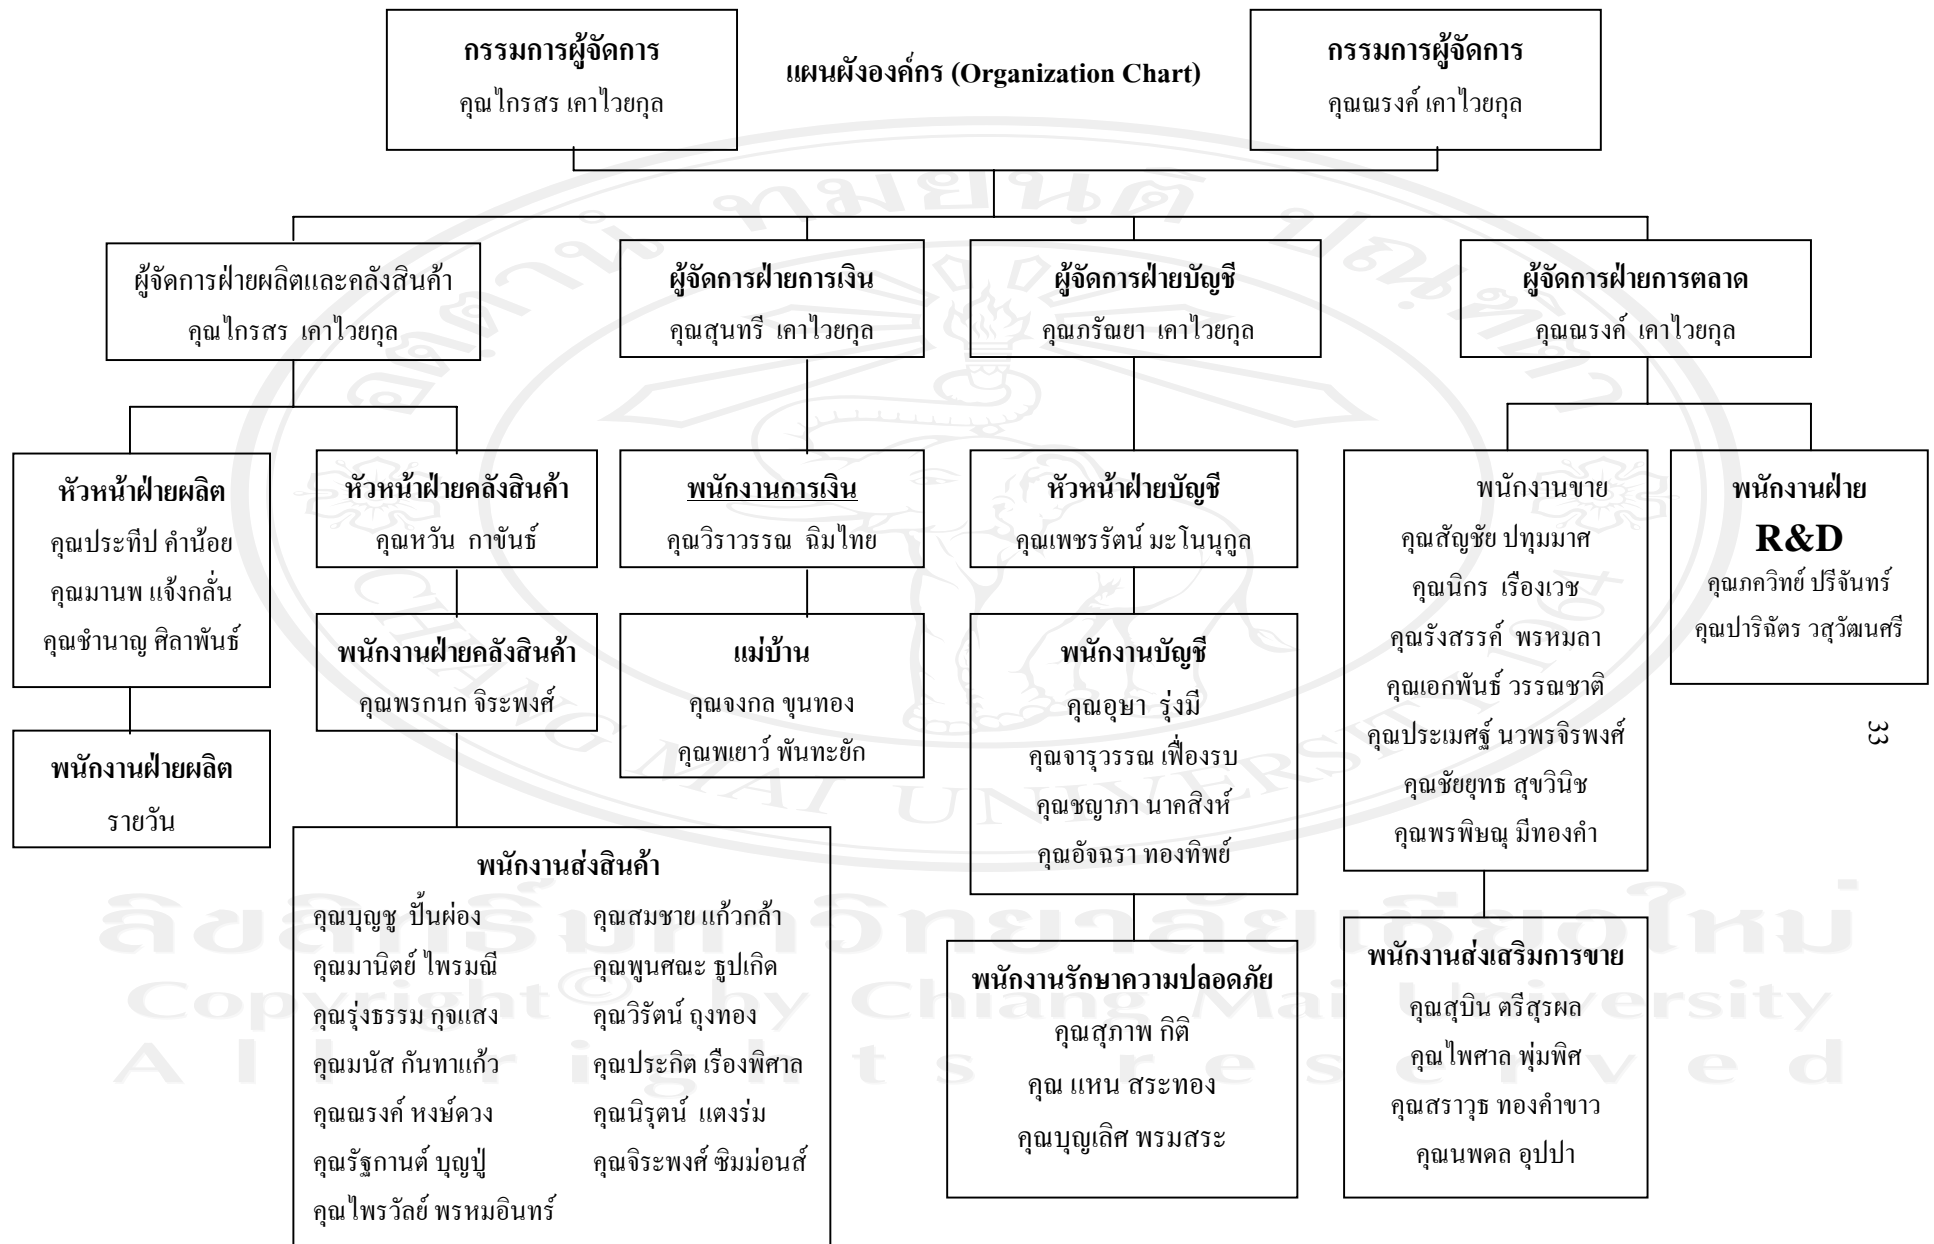 กรรมการผู้จัดการ
คุณไกรสร เคาไวยกุล
แผนผังองค์กร (Organization Chart)
กรรมการผู้จัดการ
คุณณรงค์ เคาไวยกุล
ผู้จัดการฝ่ายผลิตและคลังสินค้า
คุณไกรสร เคาไวยกุล
ผู้จัดการฝ่ายการเงิน
คุณสุนทรี เคาไวยกุล
ผู้จัดการฝ่ายบัญชี
คุณภรัณยา เคาไวยกุล
ผู้จัดการฝ่ายการตลาด
คุณณรงค์ เคาไวยกุล
หัวหน้าฝ่ายผลิต
คุณประทีป คำน้อย
คุณมานพ แจ้งกลั่น
คุณชำนาญ ศิลาพันธ์
พนักงานฝ่ายผลิต
รายวัน
หัวหน้าฝ่ายคลังสินค้า
คุณหวัน กาขันธ์
พนักงานฝ่ายคลังสินค้า
คุณพรกนก จิระพงศ์
พนักงานส่งสินค้า
คุณบุญชู ปั้นผ่อง
คุณสมชาย แก้วกล้า
คุณมานิตย์ ไพรมณี
คุณพูนศณะ ธูปเกิด
คุณรุ่งธรรม กุจแสง
คุณวิรัตน์ ถุงทอง
คุณมนัส กันทาแก้ว
คุณประกิต เรืองพิศาล
คุณณรงค์ หงษ์ดวง
คุณนิรุตน์ แตงร่ม
คุณรัฐกานต์ บุญปู่
คุณจิระพงศ์ ซิมม่อนส์
คุณไพรวัลย์ พรหมอินทร์
พนักงานการเงิน
คุณวิราวรรณ ฉิมไทย
แม่บ้าน
คุณจงกล ขุนทอง
คุณพเยาว์ พันทะยัก
หัวหน้าฝ่ายบัญชี
คุณเพชรรัตน์ มะโนนุกูล
พนักงานบัญชี
คุณอุษา รุ่งมี
คุณจารุวรรณ เฟื่องรบ
คุณชญาภา นาคสิงห์
คุณอัจฉรา ทองทิพย์
พนักงานรักษาความปลอดภัย
คุณสุภาพ กิติ
คุณ แหน สระทอง
คุณบุญเลิศ พรมสระ
พนักงานขาย
คุณสัญชัย ปทุมมาศ
คุณนิกร เรืองเวช
คุณรังสรรค์ พรหมลา
คุณเอกพันธ์ วรรณชาติ
คุณประเมศฐ์ นวพรจิรพงศ์
คุณชัยยุทธ สุขวินิช
คุณพรพิษณุ มีทองคำ
พนักงานส่งเสริมการขาย
คุณสุบิน ตรีสุรผล
คุณไพศาล พุ่มพิศ
คุณสราวุธ ทองคำขาว
คุณนพดล อุปปา
พนักงานฝ่าย
R&D
คุณภควิทย์ ปรีจันทร์
คุณปาริฉัตร วสุวัฒนศรี
33
CHIANG MAI UNIVERSITY 1964
ลิขสิทธิ์มหาวิทยาลัยเชียงใหม่
Copyright© by Chiang Mai University
All rights reserved